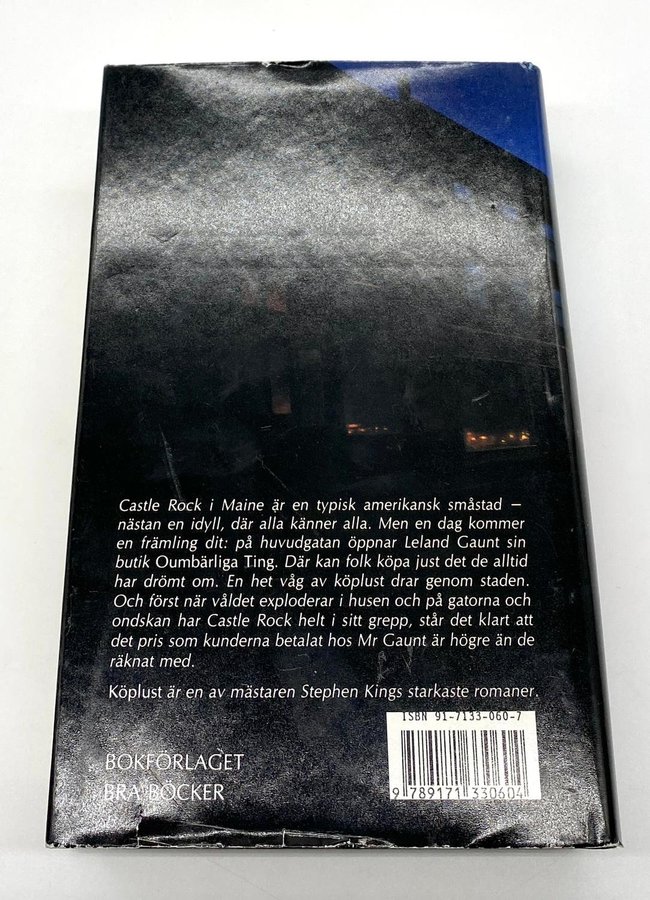 Castle Rock i Maine är en typisk amerikansk småstad –
nästan en idyll, där alla känner alla. Men en dag kommer
en främling dit: på huvudgatan öppnar Leland Gaunt sin
butik Oumbärliga Ting. Där kan folk köpa just det de alltid
har drömt om. En het våg av köplust drar genom staden.
Och först när våldet exploderar i husen och på gatorna och
ondskan har Castle Rock helt i sitt grepp, står det klart att
det pris som kunderna betalat hos Mr Gaunt är högre än de
räknat med.
Köplust är en av mästaren Stephen Kings starkaste romaner.
ISBN 91-7133-060-7
BOKFÖRLAGET
BRA BÖCKER
9 789171 330604